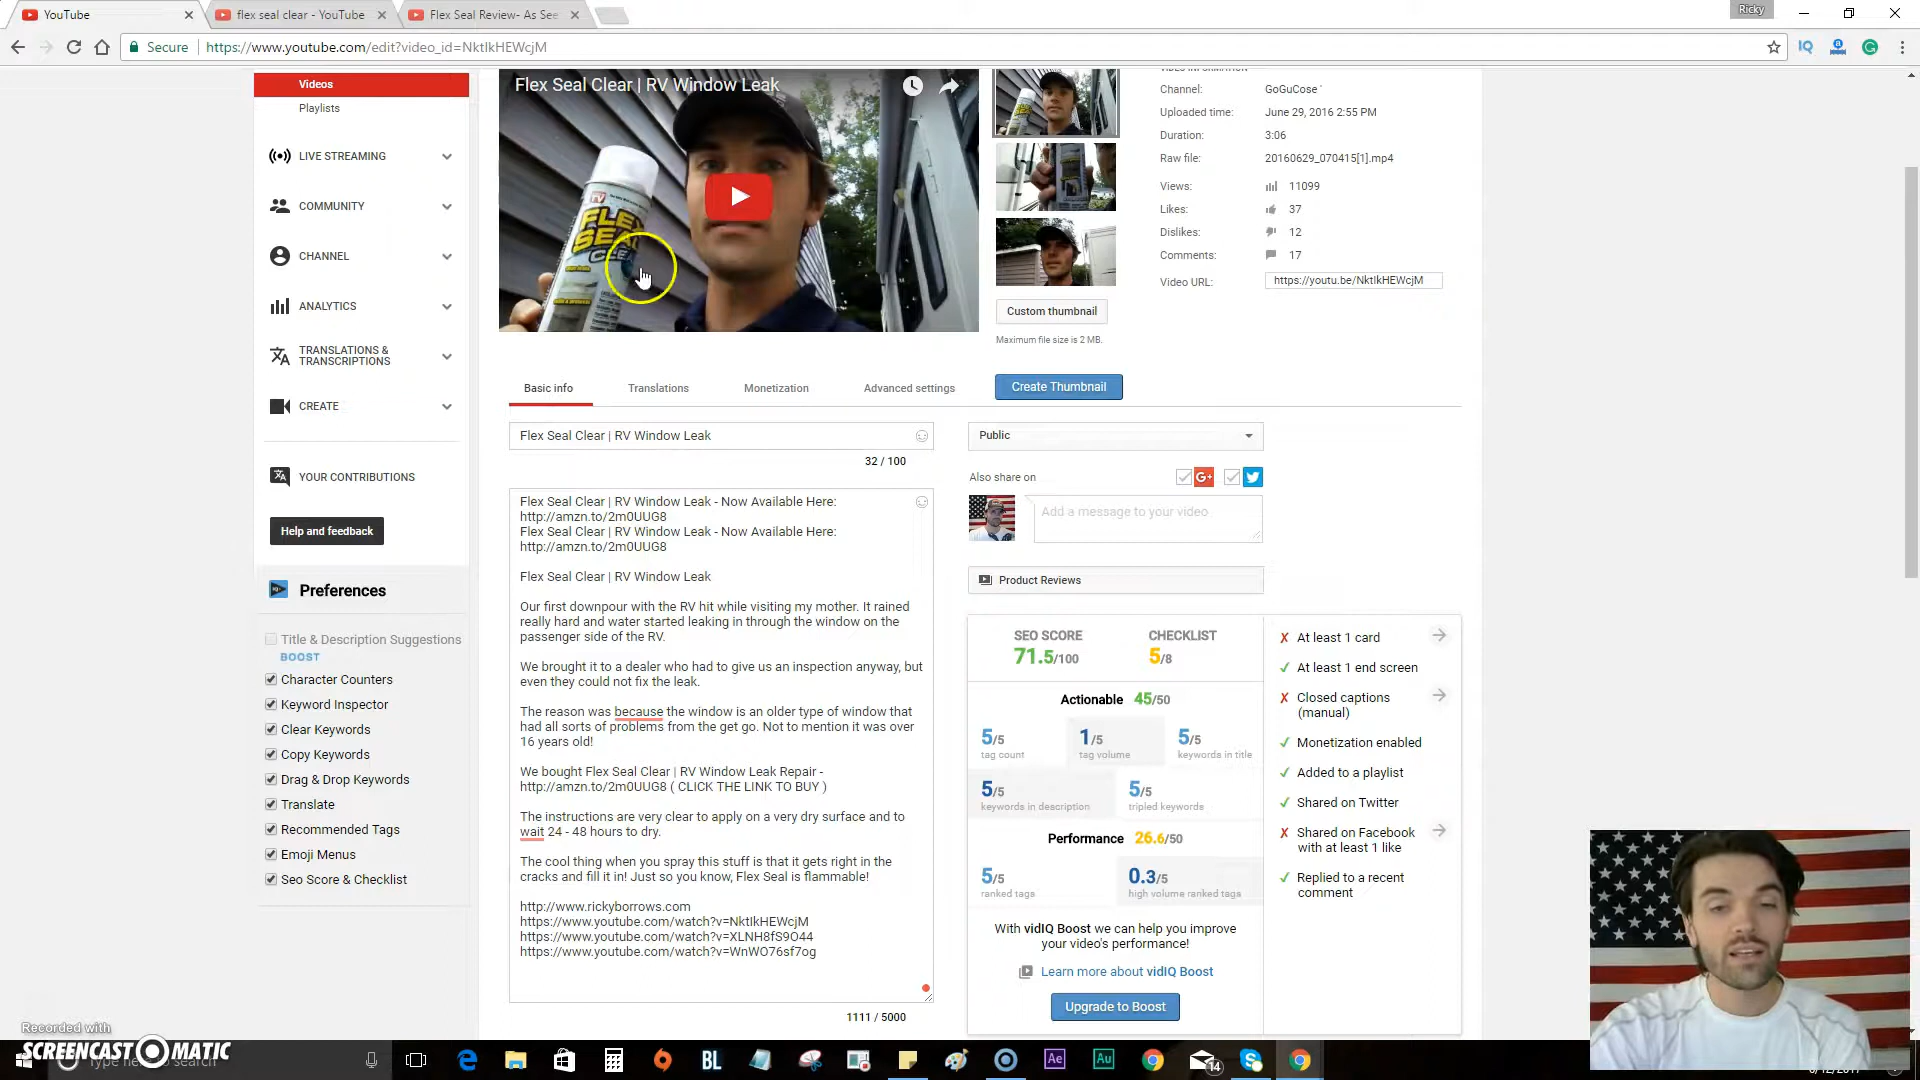 YouTube
flex seal clear - YouTube
Flex Seal Review- As See
Ricky
Secure
https://www.youtube.com/edit?video_id=NktIkHEWcjM
Videos
Playlists
LIVE STREAMING
COMMUNITY
CHANNEL
ANALYTICS
TRANSLATIONS &
TRANSCRIPTIONS
CREATE
YOUR CONTRIBUTIONS
Help and feedback
Preferences
Title & Description Suggestions
BOOST
Character Counters
Keyword Inspector
Clear Keywords
Copy Keywords
Drag & Drop Keywords
Translate
Recommended Tags
Emoji Menus
Seo Score & Checklist
Flex Seal Clear | RV Window Leak
FLEX
SEAL
CLEAR
Custom thumbnail
Maximum file size is 2 MB.
VIDEO INFORMATION
Channel: GoGuCose
Uploaded time: June 29, 2016 2:55 PM
Duration: 3:06
Raw file: 20160629_070415[1].mp4
Views: 11099
Likes: 37
Dislikes: 12
Comments: 17
Video URL: https://youtu.be/NktIkHEWcjM
Basic info
Translations
Monetization
Advanced settings
Create Thumbnail
Flex Seal Clear | RV Window Leak
32 / 100
Flex Seal Clear | RV Window Leak - Now Available Here:
http://amzn.to/2m0UUG8
Flex Seal Clear | RV Window Leak - Now Available Here:
http://amzn.to/2m0UUG8
Flex Seal Clear | RV Window Leak
Our first downpour with the RV hit while visiting my mother. It rained
really hard and water started leaking in through the window on the
passenger side of the RV.
We brought it to a dealer who had to give us an inspection anyway, but
even they could not fix the leak.
The reason was because the window is an older type of window that
had all sorts of problems from the get go. Not to mention it was over
16 years old!
We bought Flex Seal Clear | RV Window Leak Repair -
http://amzn.to/2m0UUG8 ( CLICK THE LINK TO BUY )
The instructions are very clear to apply on a very dry surface and to
wait 24 - 48 hours to dry.
The cool thing when you spray this stuff is that it gets right in the
cracks and fill it in! Just so you know, Flex Seal is flammable!
http://www.rickyborrows.com
https://www.youtube.com/watch?v=NktIkHEWcjM
https://www.youtube.com/watch?v=XLNH8fS9O44
https://www.youtube.com/watch?v=WnWO76sf7og
1111 / 5000
Public
Also share on
Add a message to your video
Product Reviews
SEO SCORE
71.5/100
CHECKLIST
5/8
Actionable 45/50
5/5
tag count
1/5
tag volume
5/5
keywords in title
5/5
keywords in description
5/5
tripled keywords
Performance 26.6/50
5/5
ranked tags
0.3/5
high volume ranked tags
With vidIQ Boost we can help you improve
your video's performance!
Learn more about vidIQ Boost
Upgrade to Boost
At least 1 card
At least 1 end screen
Closed captions
(manual)
Monetization enabled
Added to a playlist
Shared on Twitter
Shared on Facebook
with at least 1 like
Replied to a recent
comment
Recorded with
SCREENCAST MATIC
Type here to search
BL
Ae
Au
14